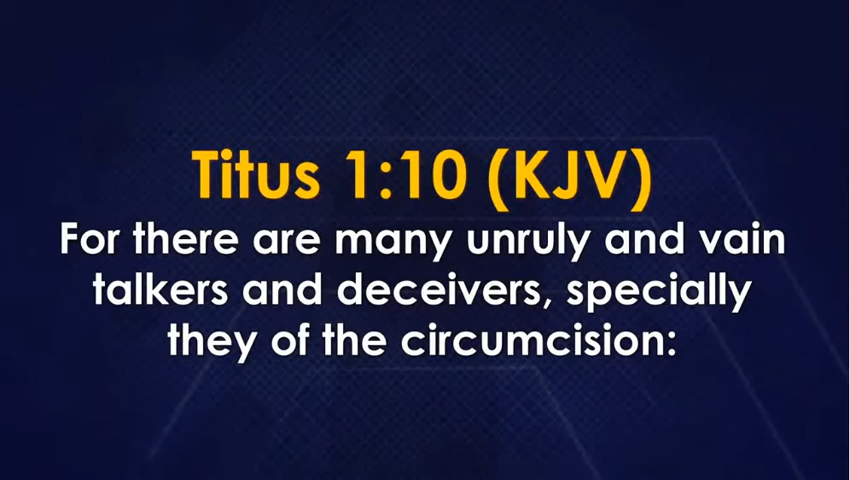 Titus 1:10 (KJV)
For there are many unruly and vain
talkers and deceivers, specially
they of the circumcision: